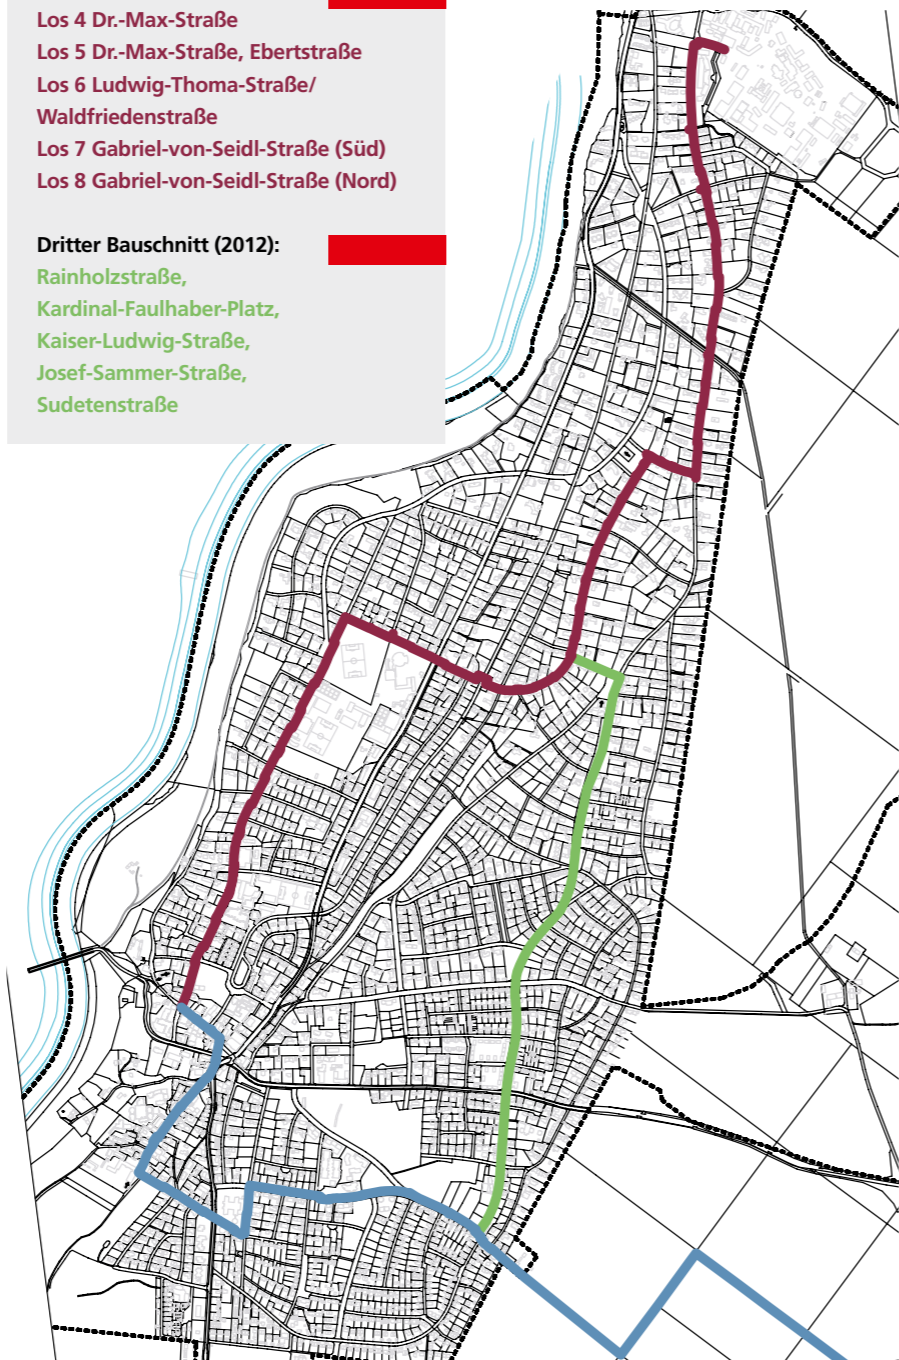 Los 4 Dr.-Max-Straße
Los 5 Dr.-Max-Straße, Ebertstraße
Los 6 Ludwig-Thoma-Straße/
Waldfriedenstraße
Los 7 Gabriel-von-Seidl-Straße (Süd)
Los 8 Gabriel-von-Seidl-Straße (Nord)
Dritter Bauschnitt (2012):
Rainholzstraße,
Kardinal-Faulhaber-Platz,
Kaiser-Ludwig-Straße,
Josef-Sammer-Straße,
Sudetenstraße